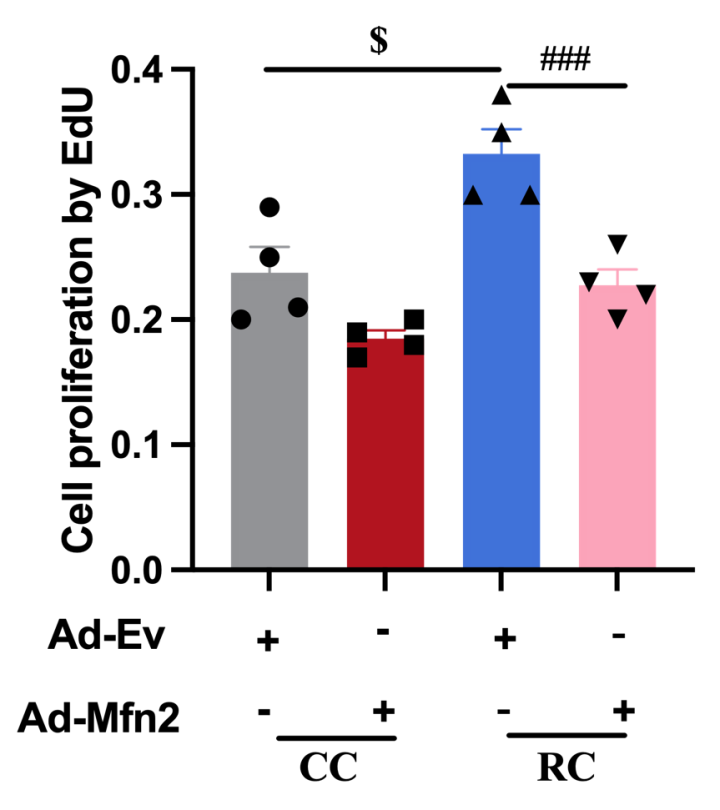 $
###
0.4
0.3
0.2
0.1
0.0
Cell proliferation by EdU
Ad-Ev + - + -
Ad-Mfn2 - + - +
CC RC